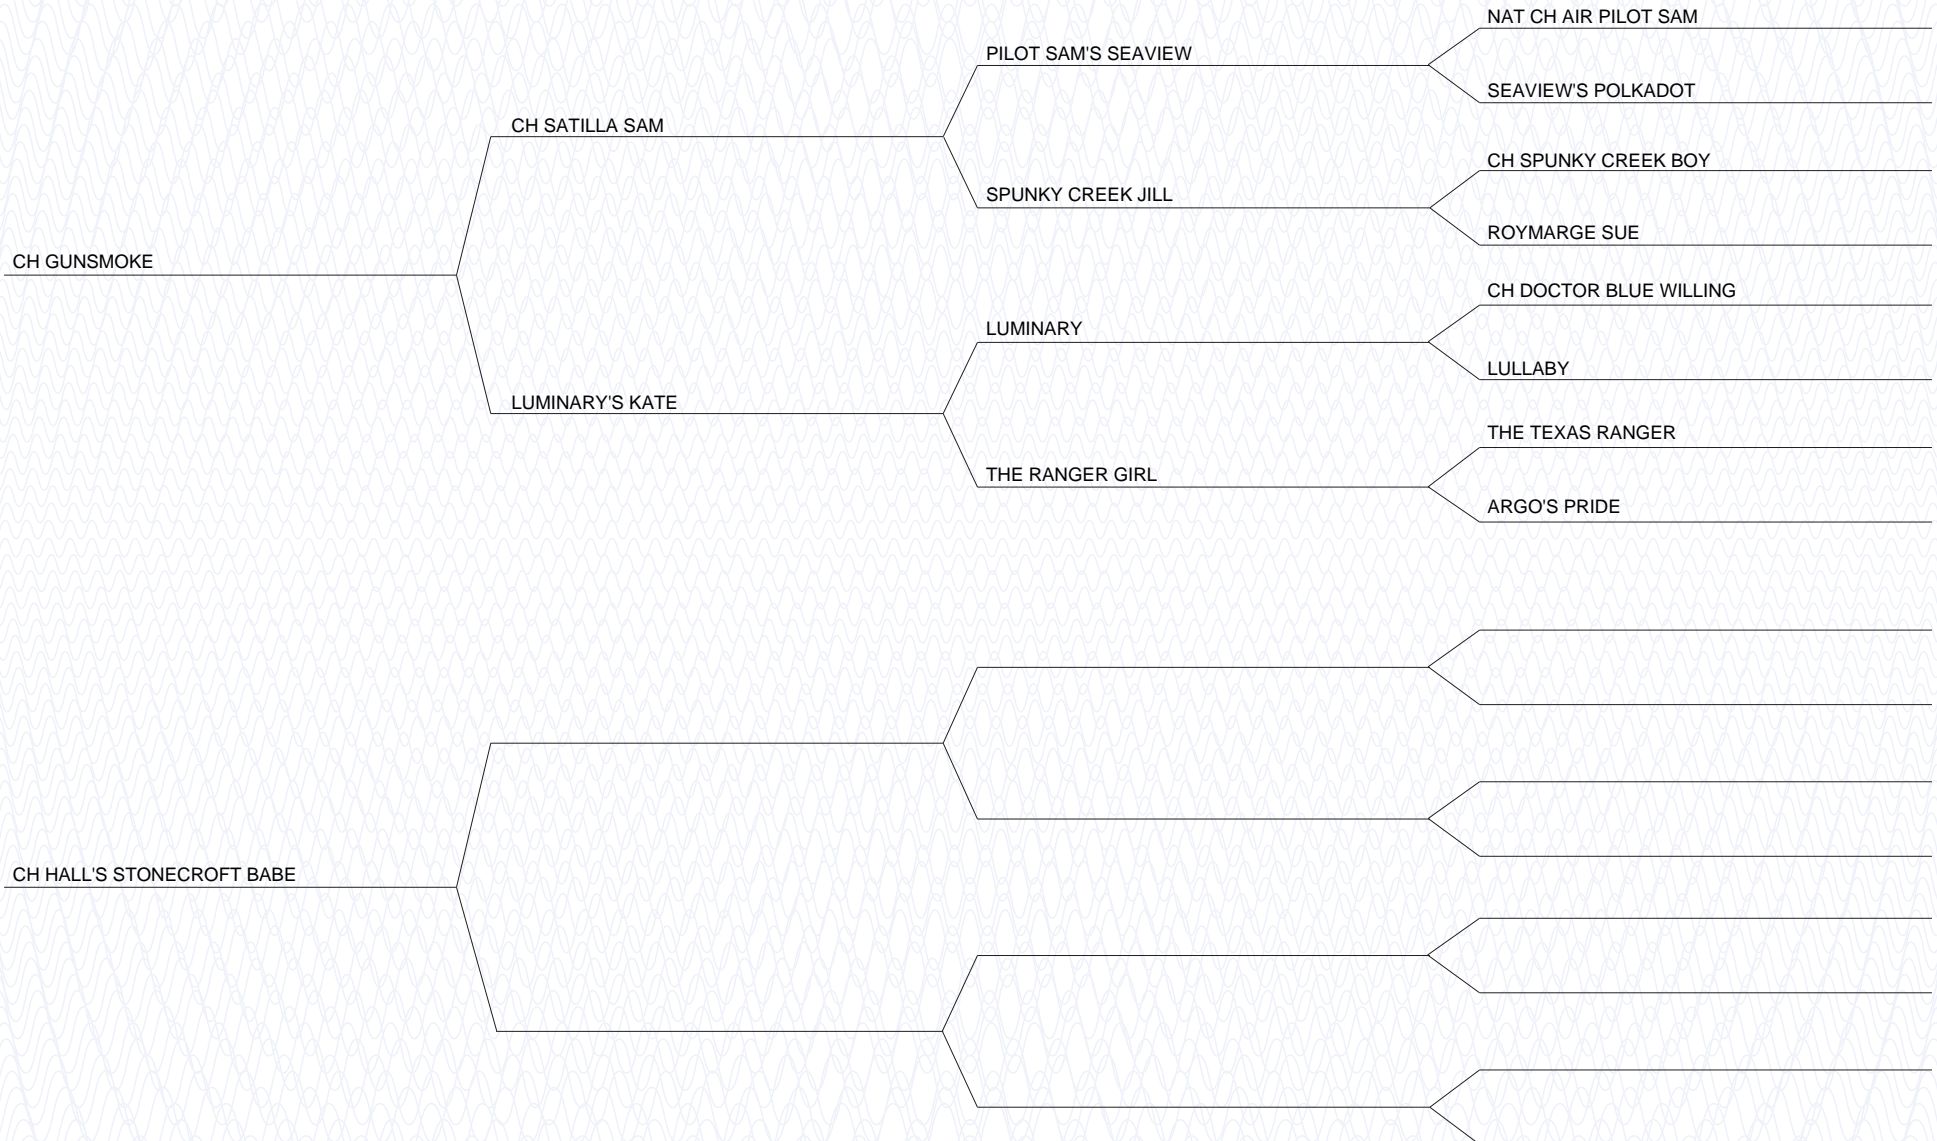 NAT CH AIR PILOT SAM
PILOT SAM'S SEAVIEW
SEAVIEW'S POLKADOT
CH SATILLA SAM
CH SPUNKY CREEK BOY
SPUNKY CREEK JILL
ROYMARGE SUE
CH GUNSMOKE
CH DOCTOR BLUE WILLING
LUMINARY
LULLABY
LUMINARY'S KATE
THE TEXAS RANGER
THE RANGER GIRL
ARGO'S PRIDE
CH HALL'S STONECROFT BABE